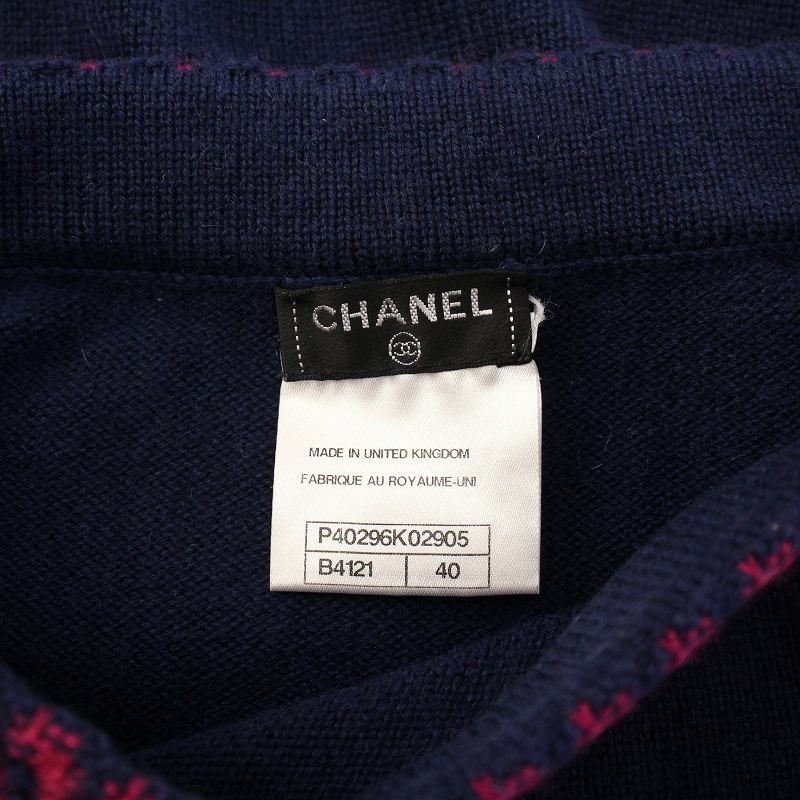 CHANEL
MADE IN UNITED KINGDOM
FABRIQUE AU ROYAUME-UNI
P40296K02905
B4121 40